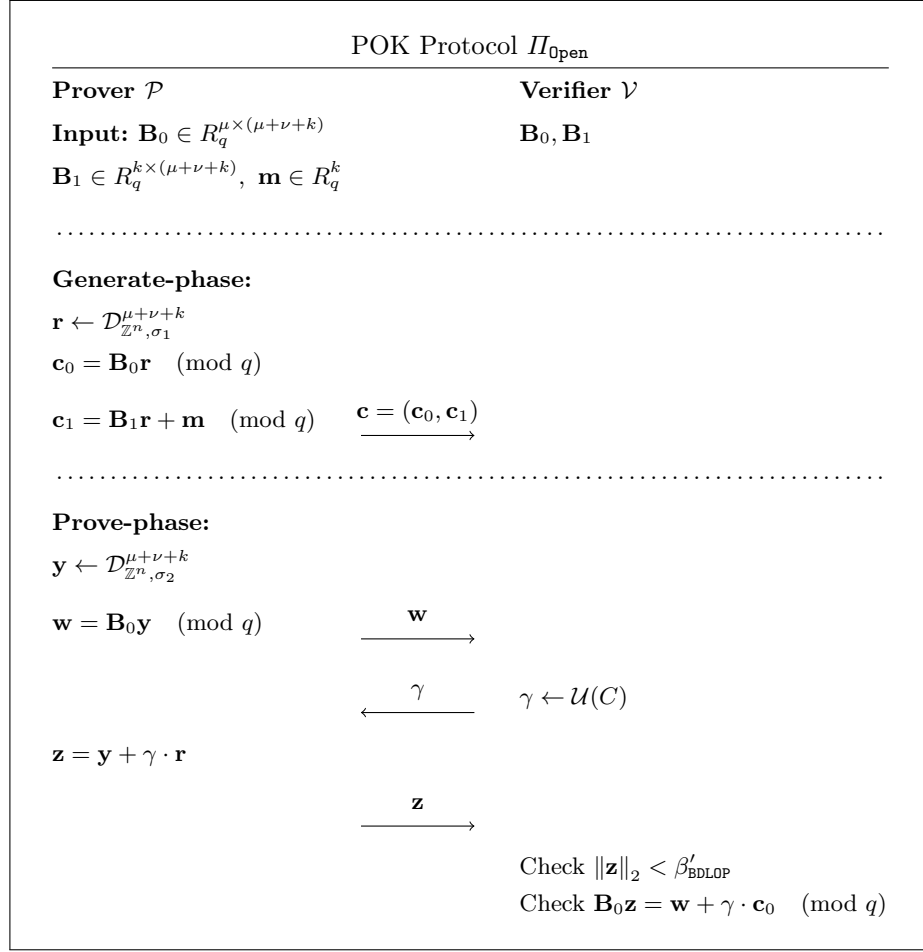 POK Protocol Π_Open
Prover 𝒫 Verifier 𝒱
Input: B₀ ∈ R_q^{μ×(μ+ν+k)} B₀, B₁
B₁ ∈ R_q^{k×(μ+ν+k)}, m ∈ R_q^k
Generate-phase:
r ← 𝒟_{ℤⁿ,σ₁}^{μ+ν+k}
c₀ = B₀r (mod q)
c₁ = B₁r + m (mod q) c = (c₀, c₁)
Prove-phase:
y ← 𝒟_{ℤⁿ,σ₂}^{μ+ν+k}
w = B₀y (mod q) w
γ γ ← 𝒰(C)
z = y + γ · r
z
Check ‖z‖₂ < β′_BDLOP
Check B₀z = w + γ · c₀ (mod q)